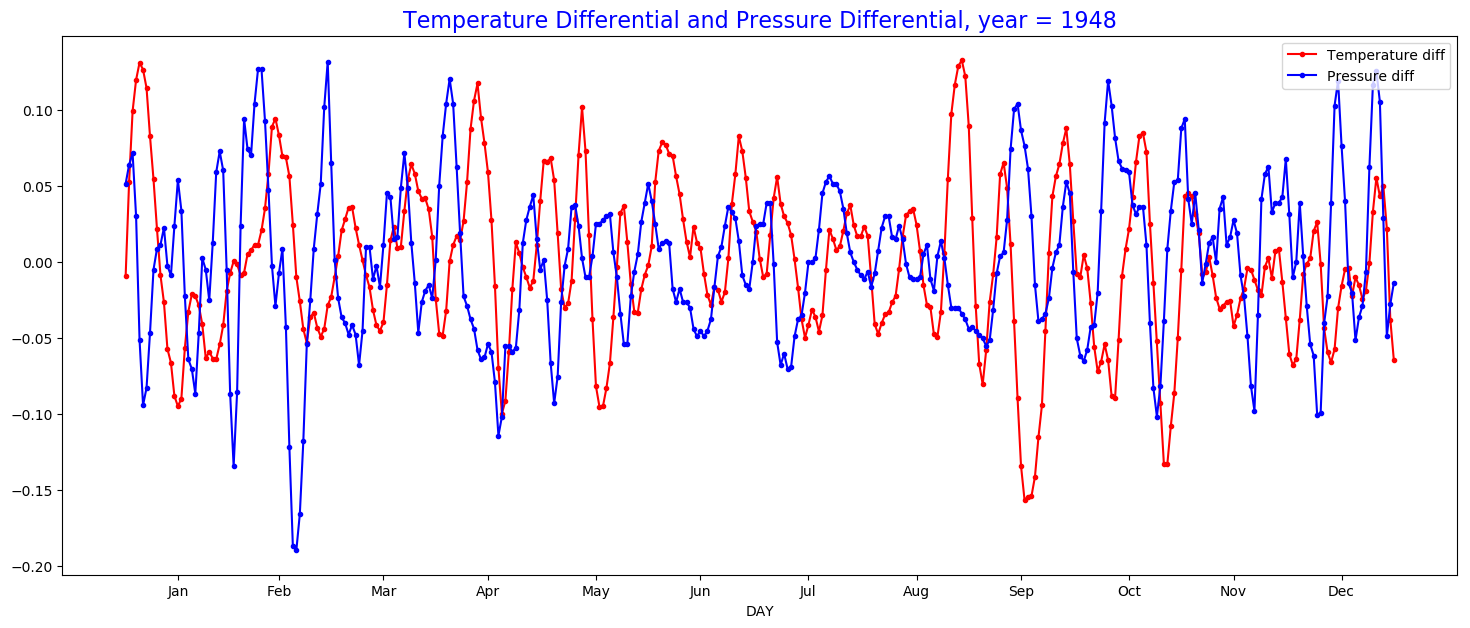 Temperature Differential and Pressure Differential, year = 1948
Temperature diff
Pressure diff
0.10
0.05
0.00
−0.05
−0.10
−0.15
−0.20
Jan Feb Mar Apr May Jun Jul Aug Sep Oct Nov Dec
DAY